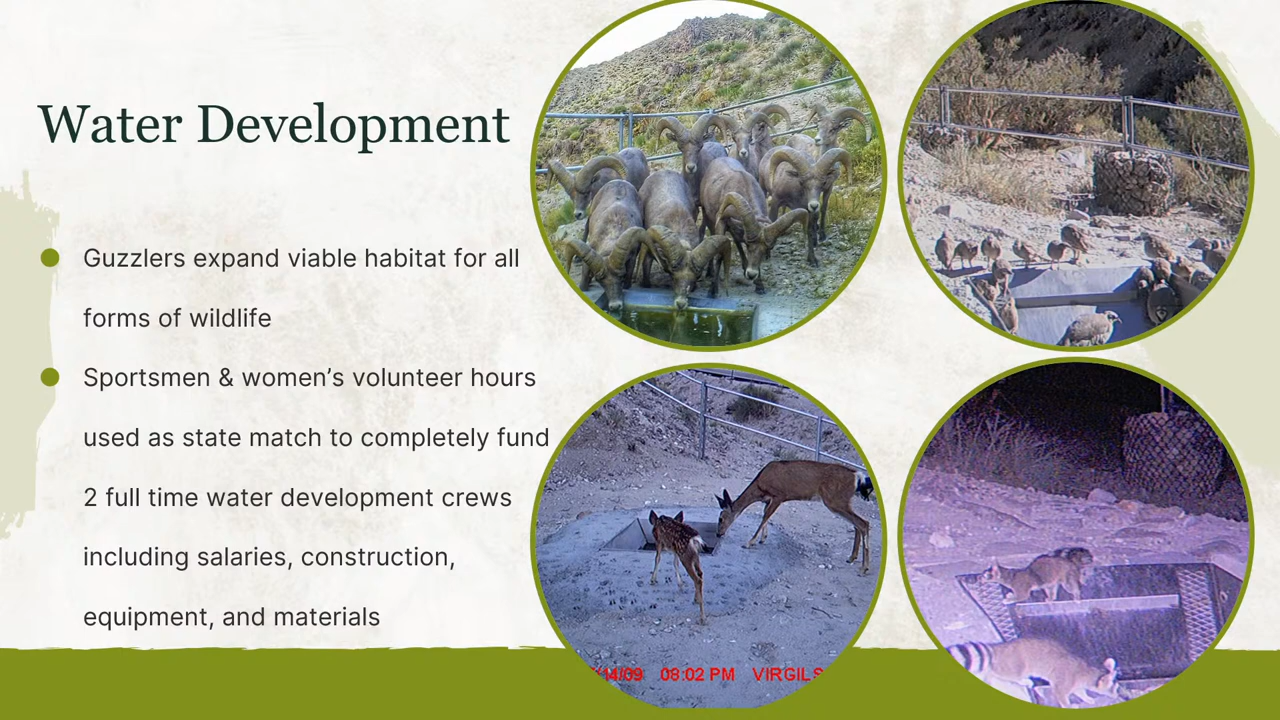 Water Development
Guzzlers expand viable habitat for all
forms of wildlife
Sportsmen & women’s volunteer hours
used as state match to completely fund
2 full time water development crews
including salaries, construction,
equipment, and materials
14/09 08:02 PM VIRGILS